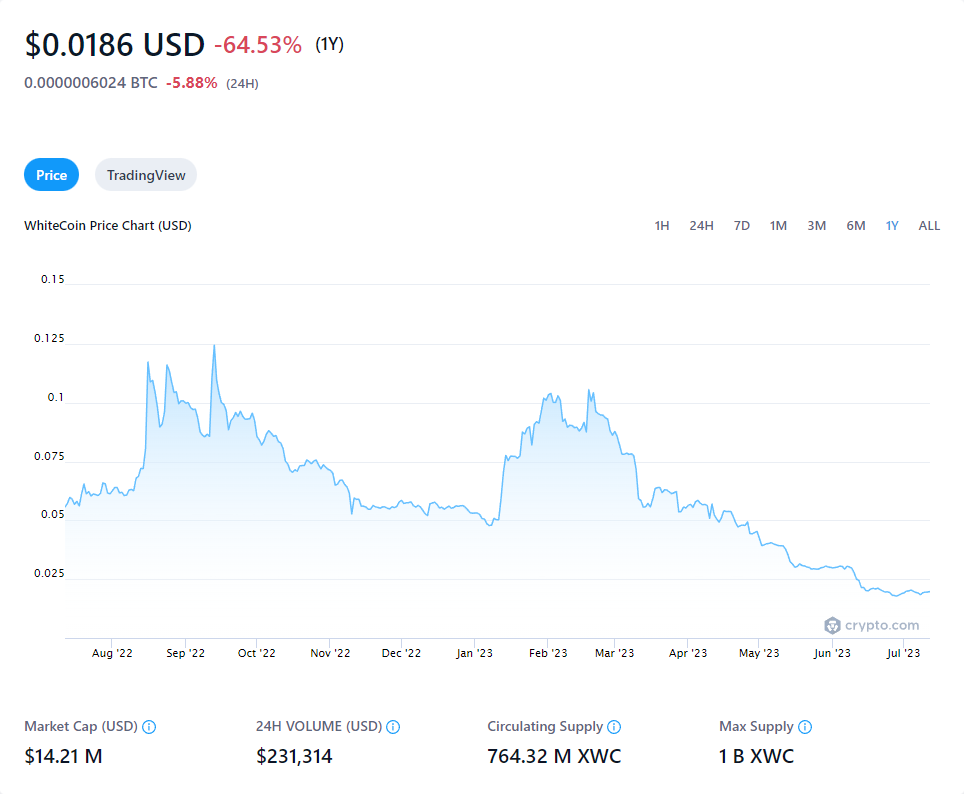 $0.0186 USD -64.53% (1Y)
0.0000006024 BTC -5.88% (24H)
Price TradingView
WhiteCoin Price Chart (USD) 1H 24H 7D 1M 3M 6M 1Y ALL
0.15
0.125
0.1
0.075
0.05
0.025
crypto.com
Aug '22 Sep '22 Oct '22 Nov '22 Dec '22 Jan '23 Feb '23 Mar '23 Apr '23 May '23 Jun '23 Jul '23
Market Cap (USD) 24H VOLUME (USD) Circulating Supply Max Supply
$14.21 M $231,314 764.32 M XWC 1 B XWC